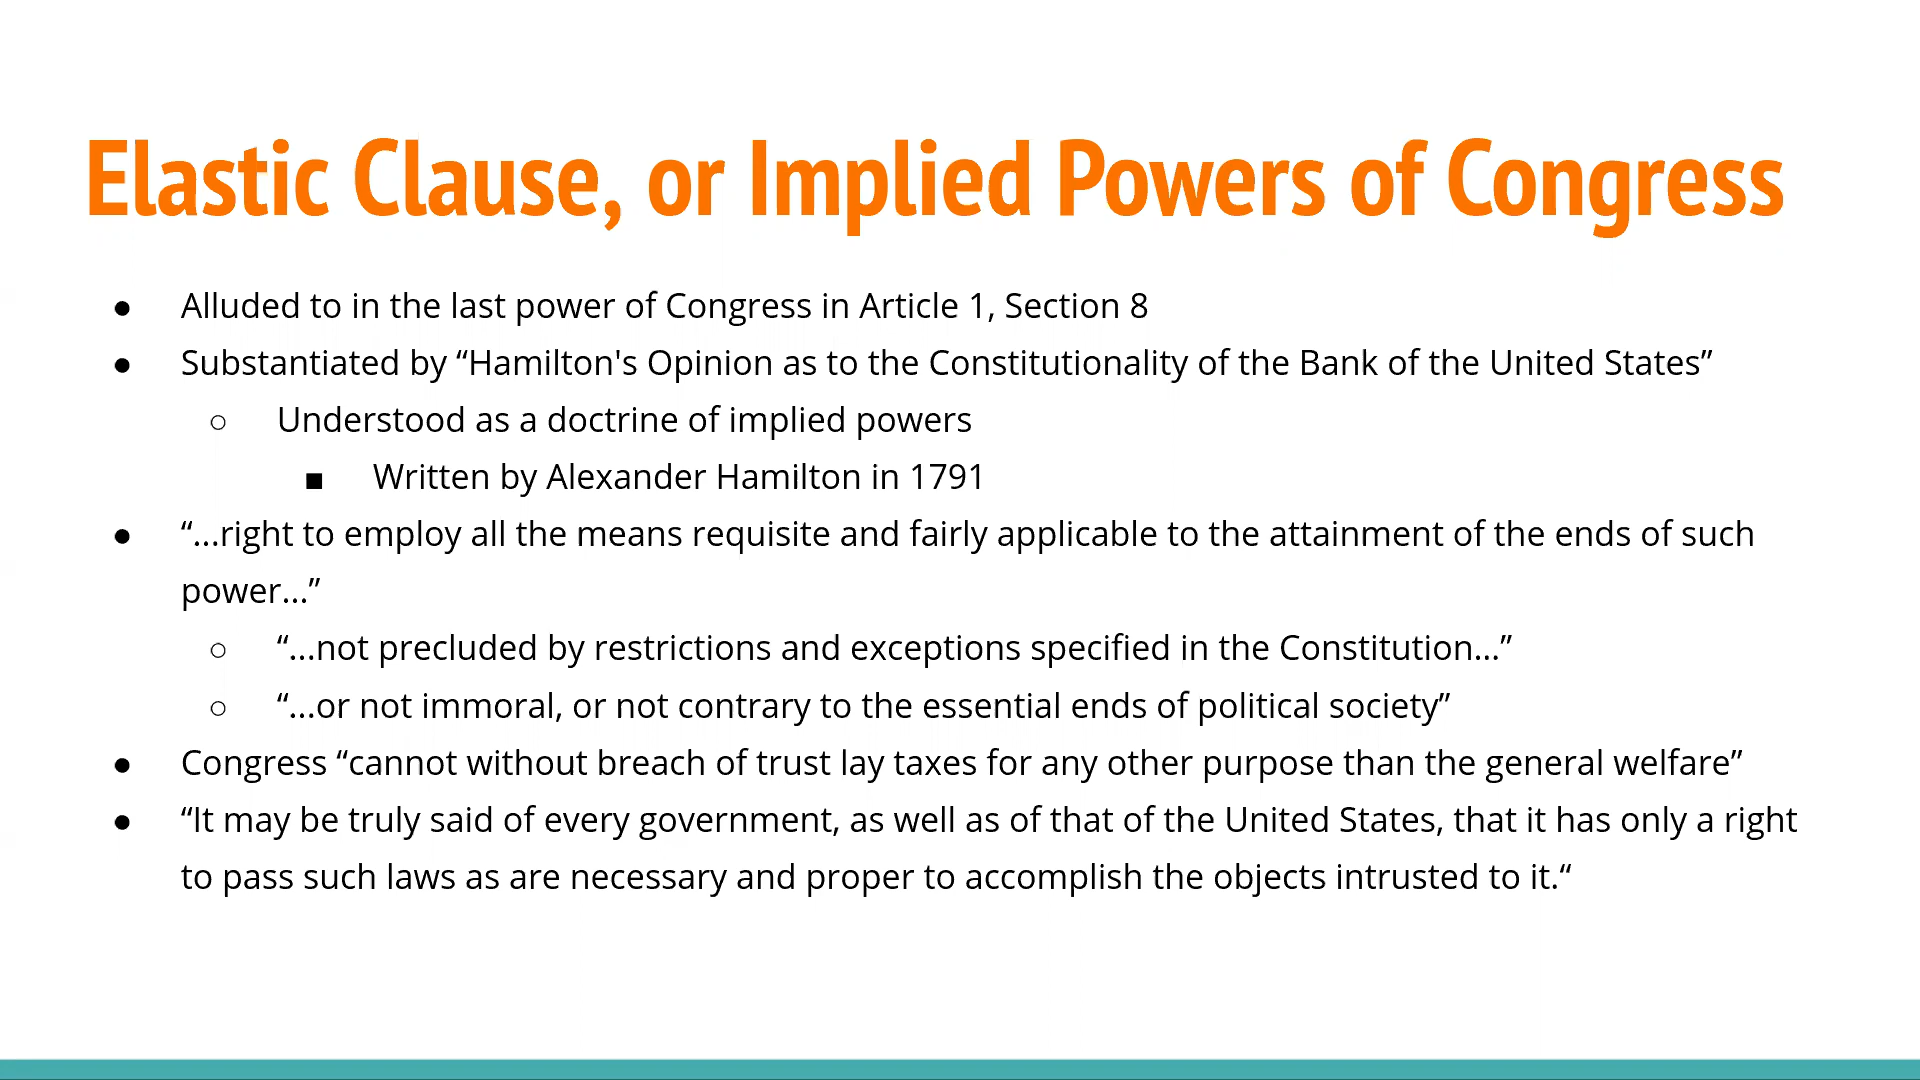 Elastic Clause, or Implied Powers of Congress
● Alluded to in the last power of Congress in Article 1, Section 8
● Substantiated by “Hamilton's Opinion as to the Constitutionality of the Bank of the United States”
○ Understood as a doctrine of implied powers
■ Written by Alexander Hamilton in 1791
● “...right to employ all the means requisite and fairly applicable to the attainment of the ends of such
power...”
○ “...not precluded by restrictions and exceptions specified in the Constitution...”
○ “...or not immoral, or not contrary to the essential ends of political society”
● Congress “cannot without breach of trust lay taxes for any other purpose than the general welfare”
● “It may be truly said of every government, as well as of that of the United States, that it has only a right
to pass such laws as are necessary and proper to accomplish the objects intrusted to it.“